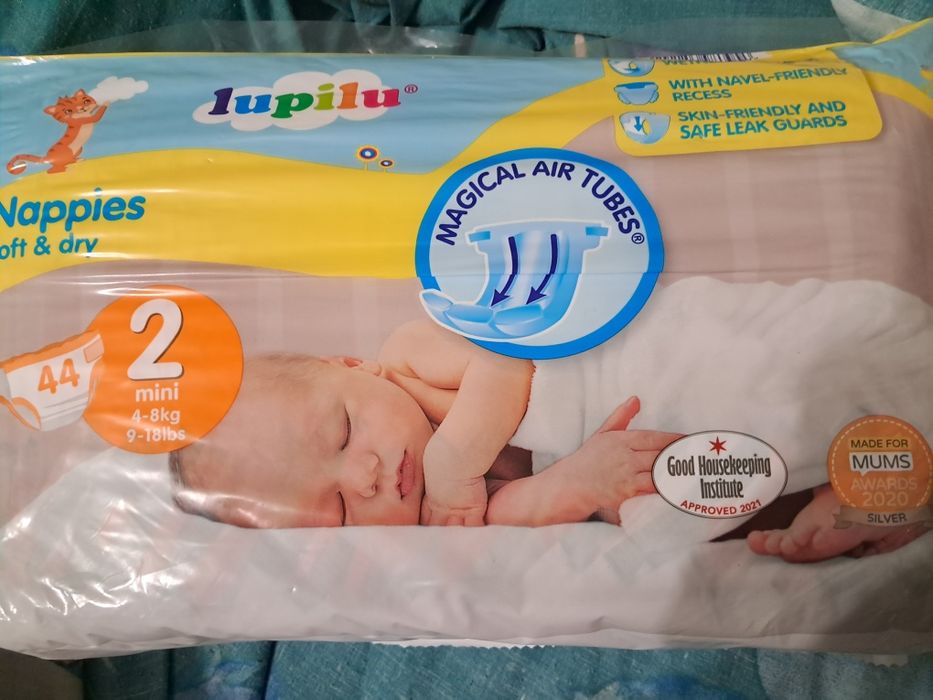 lupilu®
WITH NAVEL-FRIENDLY
RECESS
SKIN-FRIENDLY AND
SAFE LEAK GUARDS
MAGICAL AIR TUBES®
Nappies
oft & dry
44
2
mini
4-8kg
9-18lbs
Good Housekeeping
Institute
APPROVED 2021
MADE FOR
MUMS
AWARDS
2020
SILVER